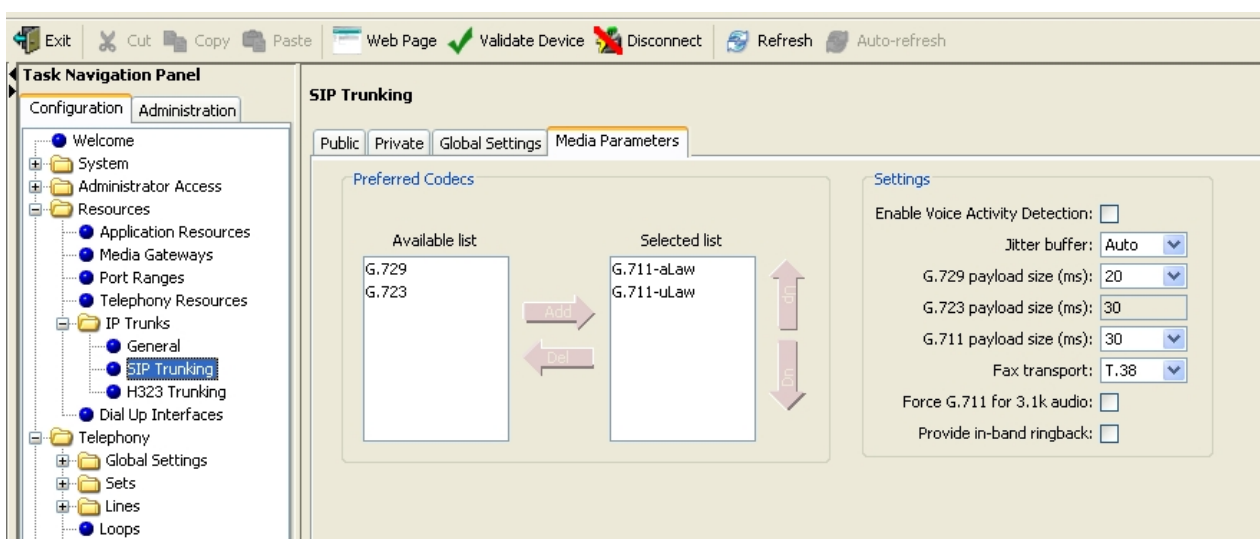 Exit Cut Copy Paste Web Page Validate Device Disconnect Refresh Auto-refresh
Task Navigation Panel
Configuration Administration
Welcome
System
Administrator Access
Resources
Application Resources
Media Gateways
Port Ranges
Telephony Resources
IP Trunks
General
SIP Trunking
H323 Trunking
Dial Up Interfaces
Telephony
Global Settings
Sets
Lines
Loops
SIP Trunking
Public Private Global Settings Media Parameters
Preferred Codecs
Available list
G.729
G.723
Add
Del
Selected list
G.711-aLaw
G.711-uLaw
Up
Dn
Settings
Enable Voice Activity Detection:
Jitter buffer: Auto
G.729 payload size (ms): 20
G.723 payload size (ms): 30
G.711 payload size (ms): 30
Fax transport: T.38
Force G.711 for 3.1k audio:
Provide in-band ringback: